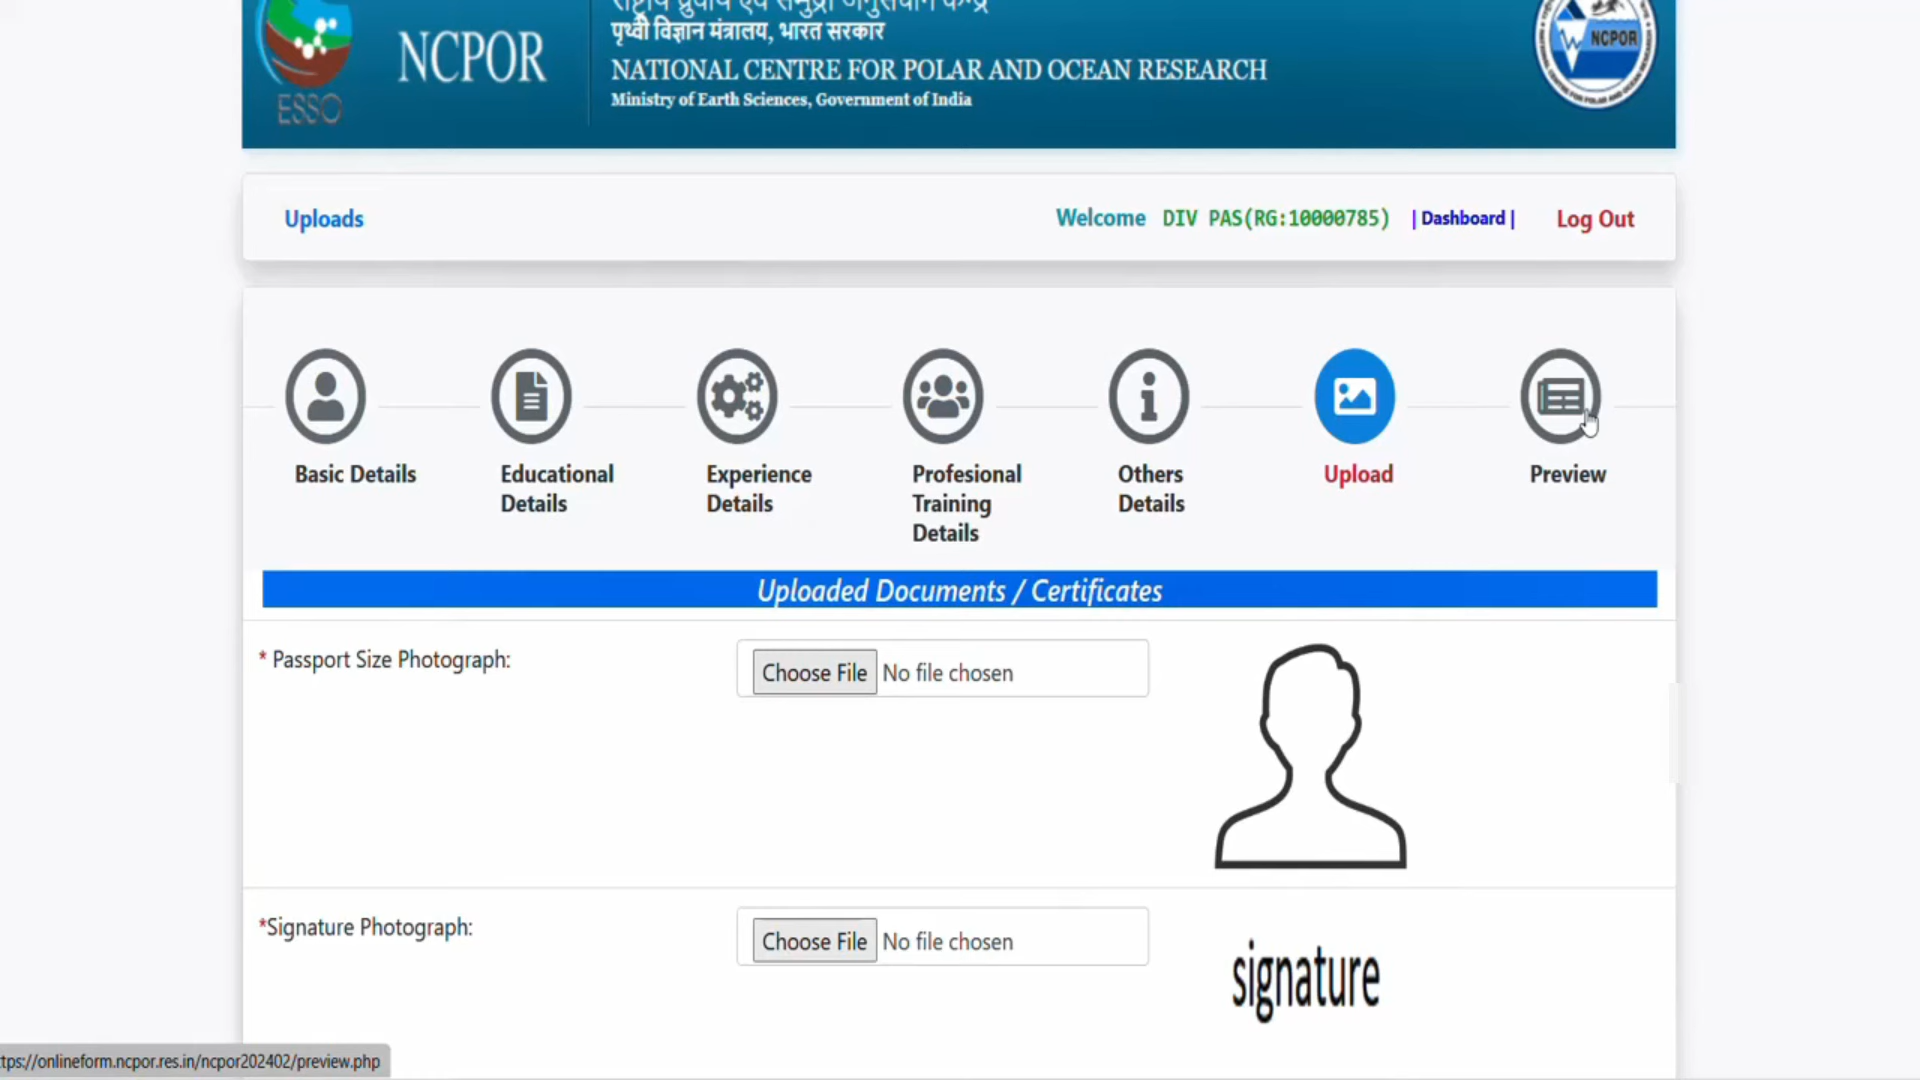 राष्ट्रीय ध्रुवीय एवं समुद्री अनुसंधान केन्द्र
पृथ्वी विज्ञान मंत्रालय, भारत सरकार
NCPOR
NATIONAL CENTRE FOR POLAR AND OCEAN RESEARCH
Ministry of Earth Sciences, Government of India
ESSO
NCPOR
Uploads
Welcome DIV PAS(RG:10000785) | Dashboard | Log Out
Basic Details
Educational
Details
Experience
Details
Profesional
Training
Details
Others
Details
Upload
Preview
Uploaded Documents / Certificates
* Passport Size Photograph:
Choose File No file chosen
*Signature Photograph:
Choose File No file chosen
signature
tps://onlineform.ncpor.res.in/ncpor202402/preview.php